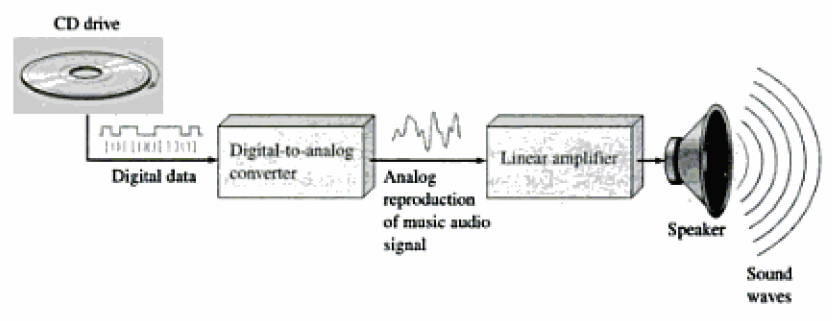 CD drive
Digital data
Digital-to-analog
converter
Analog
reproduction
of music audio
signal
Linear amplifier
Speaker
Sound
waves